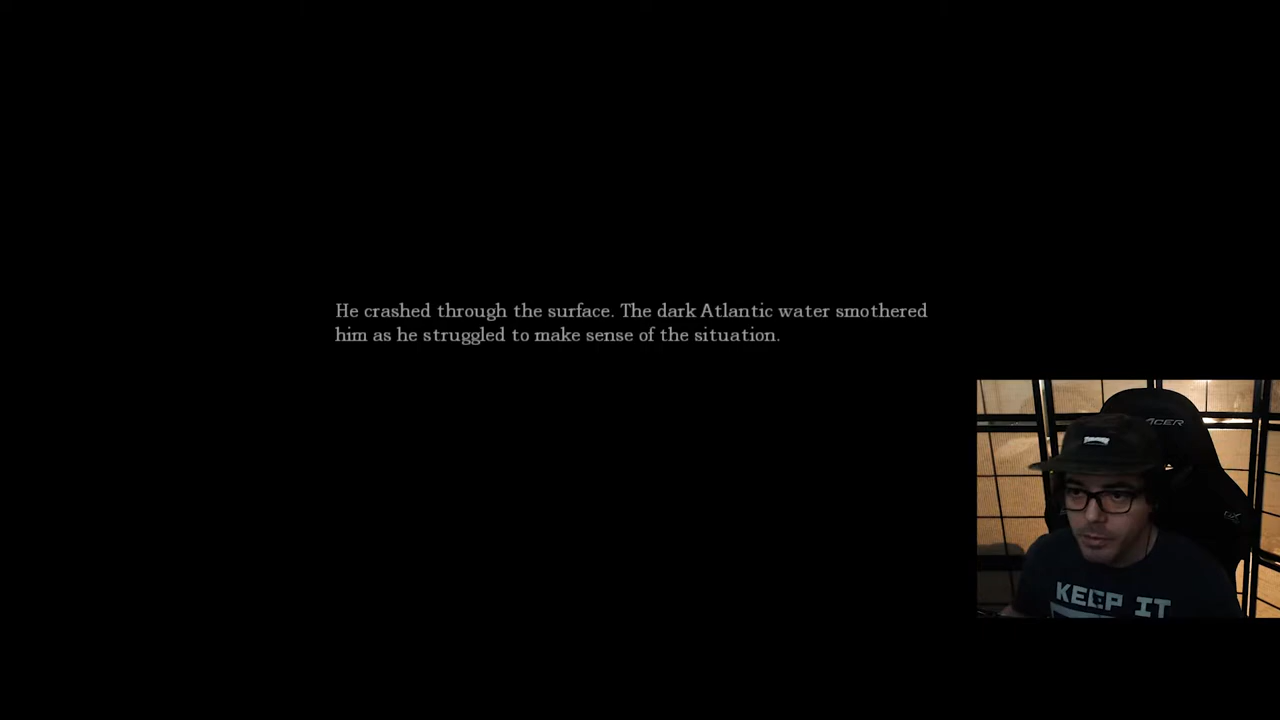 He crashed through the surface. The dark Atlantic water smothered
him as he struggled to make sense of the situation.
KEEP IT